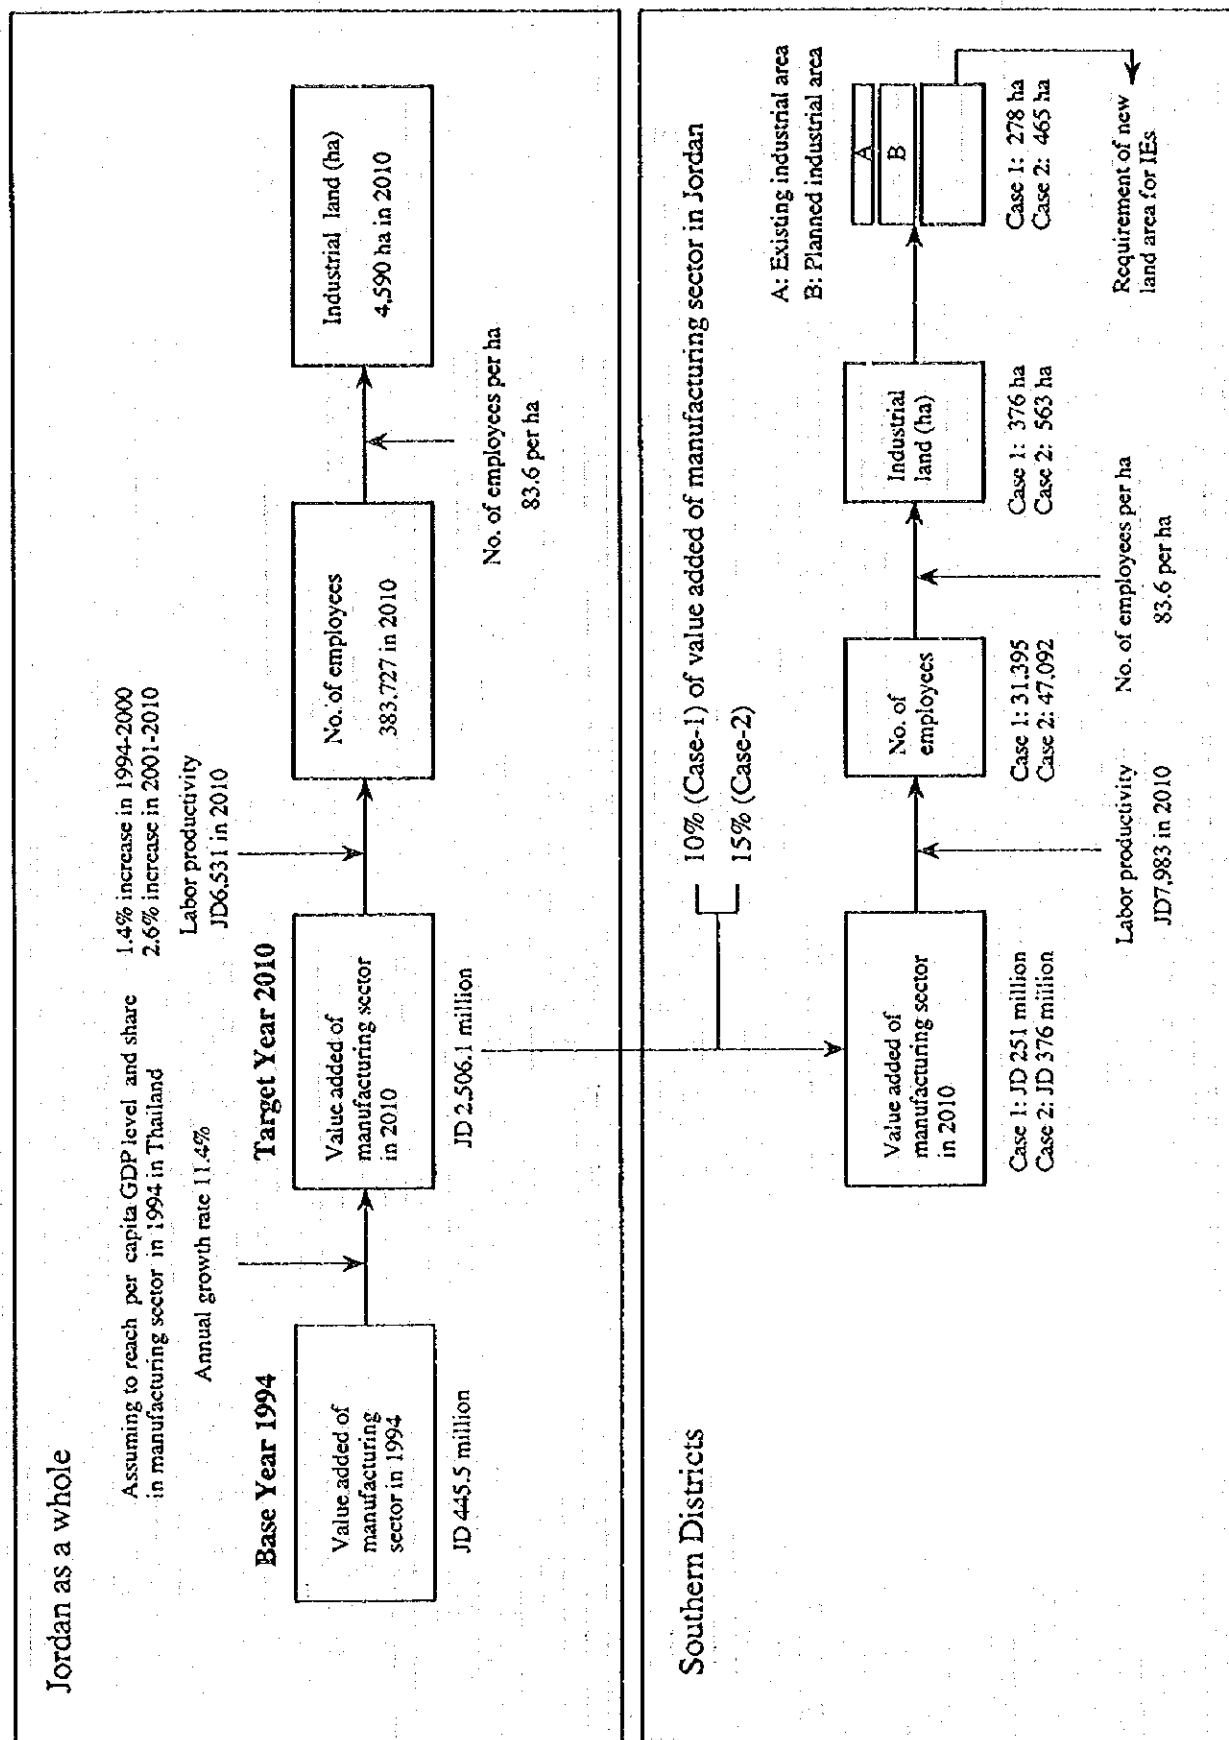 Jordan as a whole
Assuming to reach per capita GDP level and share
in manufacturing sector in 1994 in Thailand
1.4% increase in 1994-2000
2.6% increase in 2001-2010
Annual growth rate 11.4%
Labor productivity
JD6,531 in 2010
Base Year 1994
Target Year 2010
Value added of
manufacturing
sector in 1994
JD 445.5 million
Value added of
manufacturing sector
in 2010
JD 2,506.1 million
No. of employees
383,727 in 2010
No. of employees per ha
83.6 per ha
Industrial land (ha)
4,590 ha in 2010
Southern Districts
10% (Case-1) of value added of manufacturing sector in Jordan
15% (Case-2)
Value added of
manufacturing sector
in 2010
Case 1: JD 251 million
Case 2: JD 376 million
Labor productivity
JD7,983 in 2010
No. of
employees
Case 1: 31,395
Case 2: 47,092
No. of employees per ha
83.6 per ha
Industrial
land (ha)
Case 1: 376 ha
Case 2: 563 ha
A: Existing industrial area
B: Planned industrial area
A
B
Case 1: 278 ha
Case 2: 465 ha
Requirement of new
land area for IEs